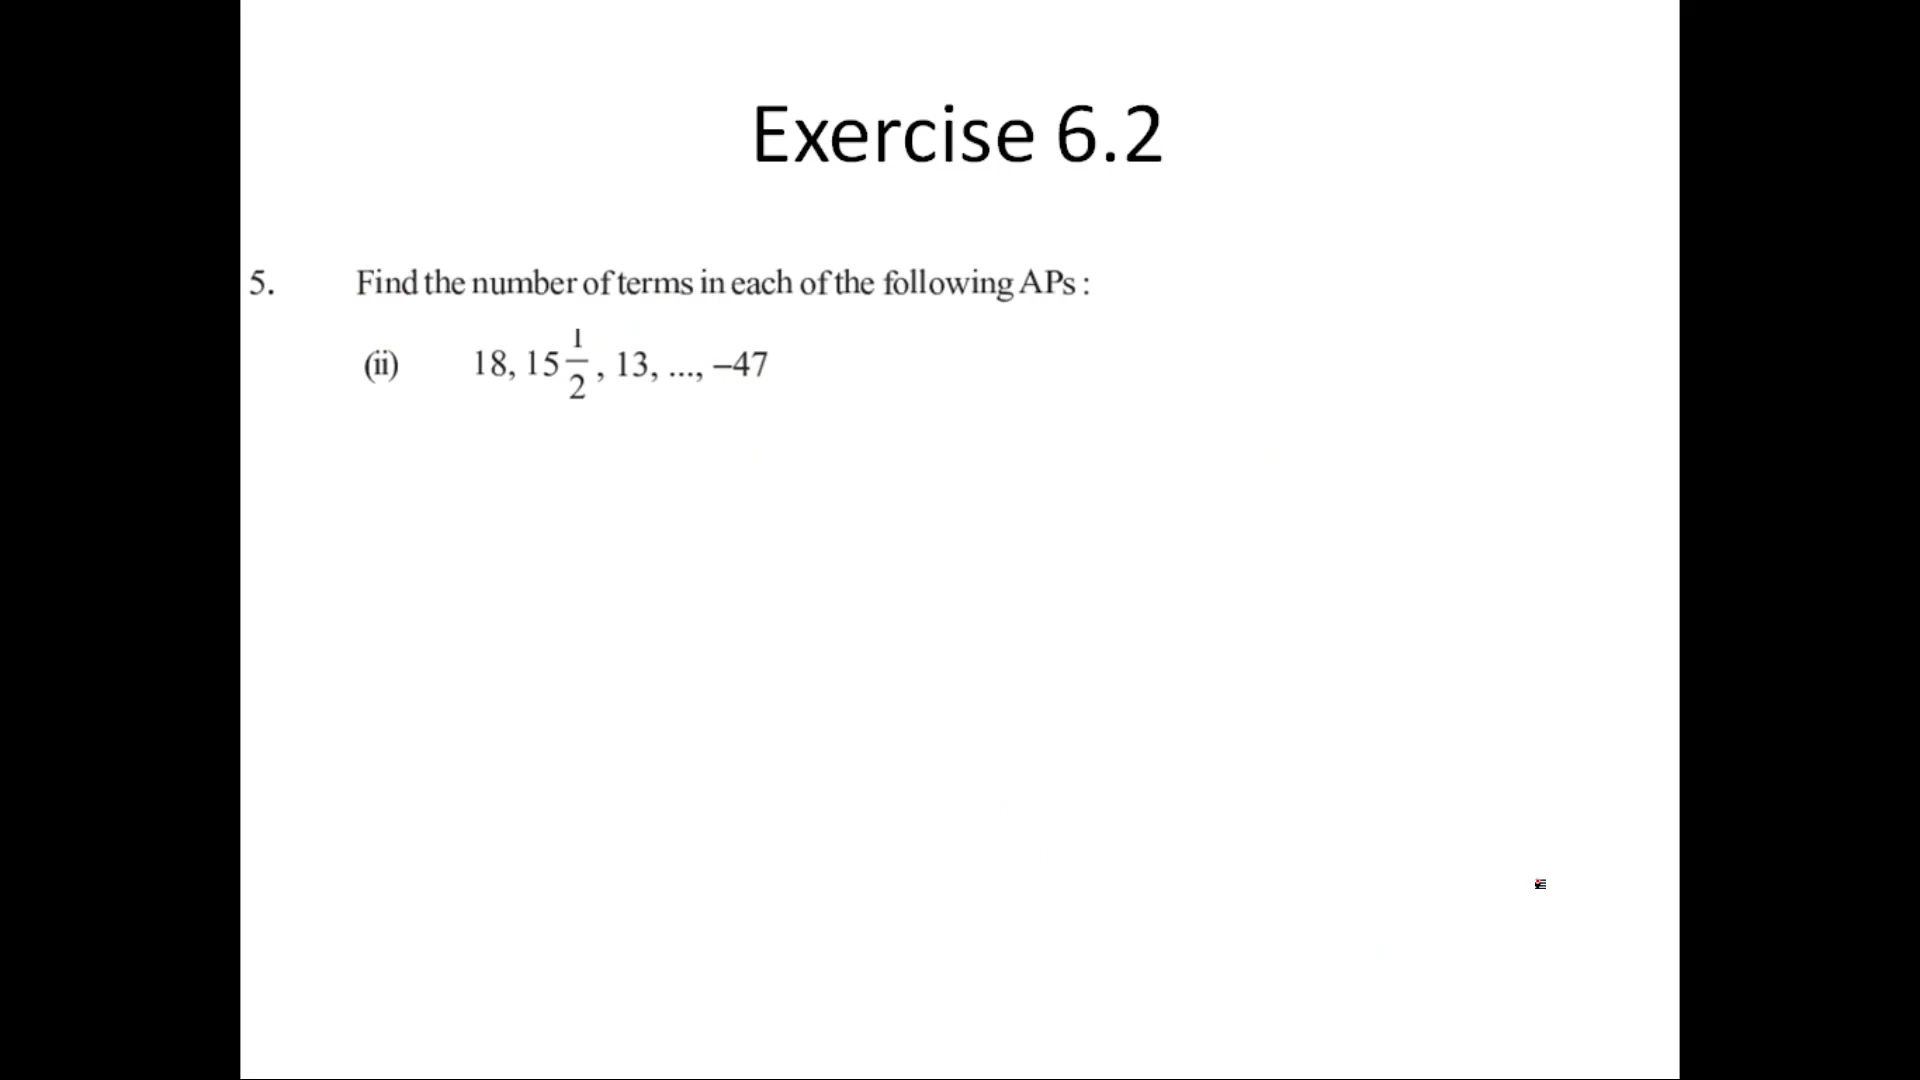 Exercise 6.2
5. Find the number of terms in each of the following APs :
(ii) 18, 15 1/2, 13, ..., –47